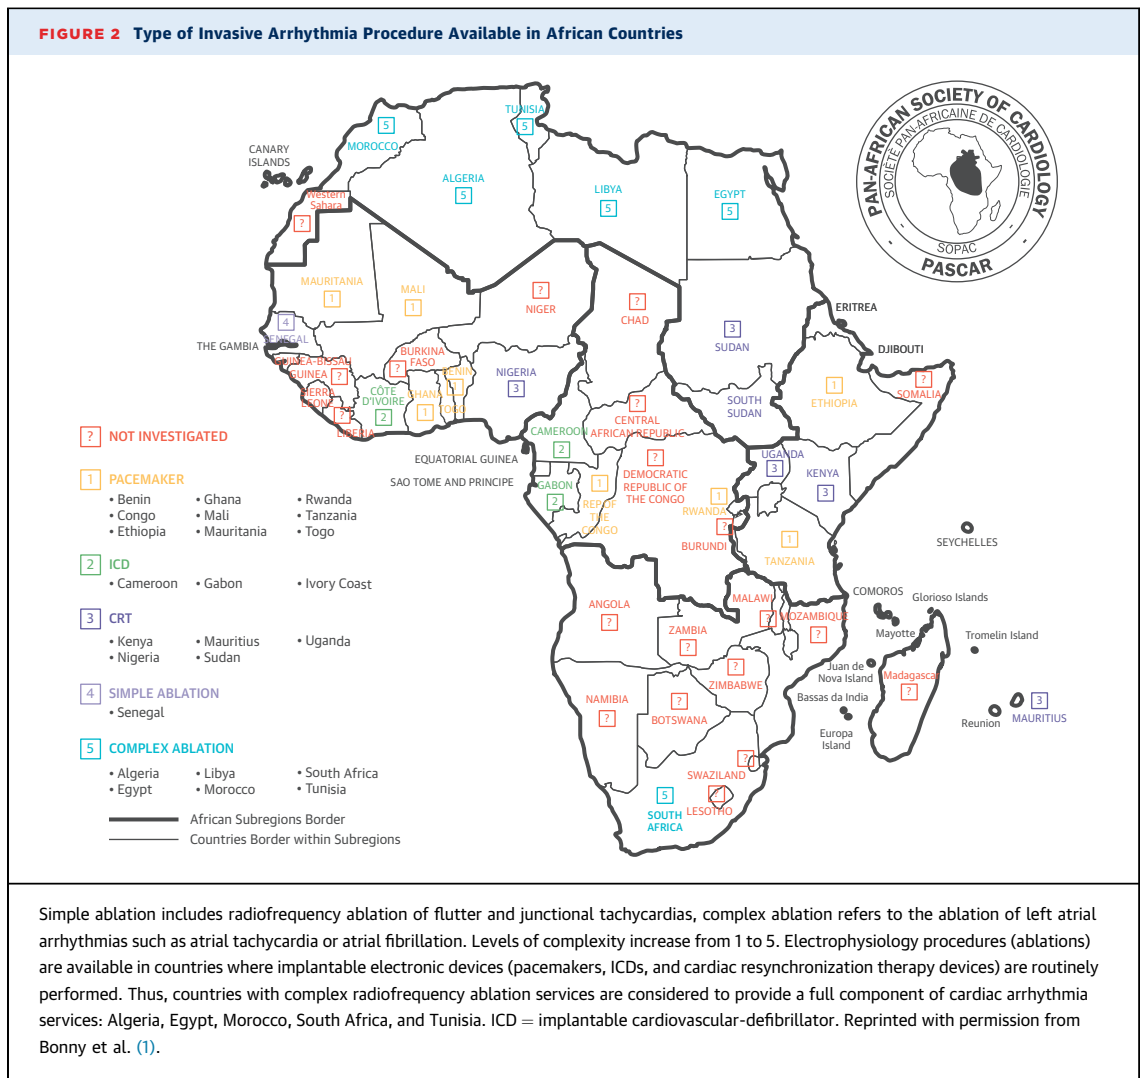 FIGURE 2 Type of Invasive Arrhythmia Procedure Available in African Countries
PAN-AFRICAN SOCIETY OF CARDIOLOGY
SOCIÉTÉ PAN-AFRICAINE DE CARDIOLOGIE
SOPAC
PASCAR
TUNISIA
5
5
MOROCCO
CANARY
ISLANDS
ALGERIA
5
LIBYA
5
EGYPT
5
Western
Sahara
?
MAURITANIA
1
MALI
1
?
NIGER
?
CHAD
3
SUDAN
ERITREA
DJIBOUTI
4
SENEGAL
THE GAMBIA
GUINEA-BISSAU
GUINEA
?
SIERRA
LEONE
?
LIBERIA
BURKINA
FASO
?
CÔTE
D'IVOIRE
2
GHANA
1
BENIN
?
TOGO
NIGERIA
3
SOUTH
SUDAN
1
ETHIOPIA
?
SOMALIA
?
CENTRAL
AFRICAN REPUBLIC
CAMEROON
2
EQUATORIAL GUINEA
SAO TOME AND PRINCIPE
GABON
2
1
REP OF
THE
CONGO
?
DEMOCRATIC
REPUBLIC OF
THE CONGO
UGANDA
3
KENYA
3
1
RWANDA
?
BURUNDI
1
TANZANIA
SEYCHELLES
COMOROS
Glorioso Islands
Mayotte
Tromelin Island
Juan de
Nova Island
Bassas da India
Europa
Island
Madagascar
?
Reunion
3
MAURITIUS
ANGOLA
?
ZAMBIA
?
MALAWI
?
MOZAMBIQUE
?
?
ZIMBABWE
NAMIBIA
?
?
BOTSWANA
?
SWAZILAND
?
LESOTHO
5
SOUTH
AFRICA
? NOT INVESTIGATED
1 PACEMAKER
• Benin • Ghana • Rwanda
• Congo • Mali • Tanzania
• Ethiopia • Mauritania • Togo
2 ICD
• Cameroon • Gabon • Ivory Coast
3 CRT
• Kenya • Mauritius • Uganda
• Nigeria • Sudan
4 SIMPLE ABLATION
• Senegal
5 COMPLEX ABLATION
• Algeria • Libya • South Africa
• Egypt • Morocco • Tunisia
African Subregions Border
Countries Border within Subregions
Simple ablation includes radiofrequency ablation of flutter and junctional tachycardias, complex ablation refers to the ablation of left atrial
arrhythmias such as atrial tachycardia or atrial fibrillation. Levels of complexity increase from 1 to 5. Electrophysiology procedures (ablations)
are available in countries where implantable electronic devices (pacemakers, ICDs, and cardiac resynchronization therapy devices) are routinely
performed. Thus, countries with complex radiofrequency ablation services are considered to provide a full component of cardiac arrhythmia
services: Algeria, Egypt, Morocco, South Africa, and Tunisia. ICD = implantable cardiovascular-defibrillator. Reprinted with permission from
Bonny et al. (1).